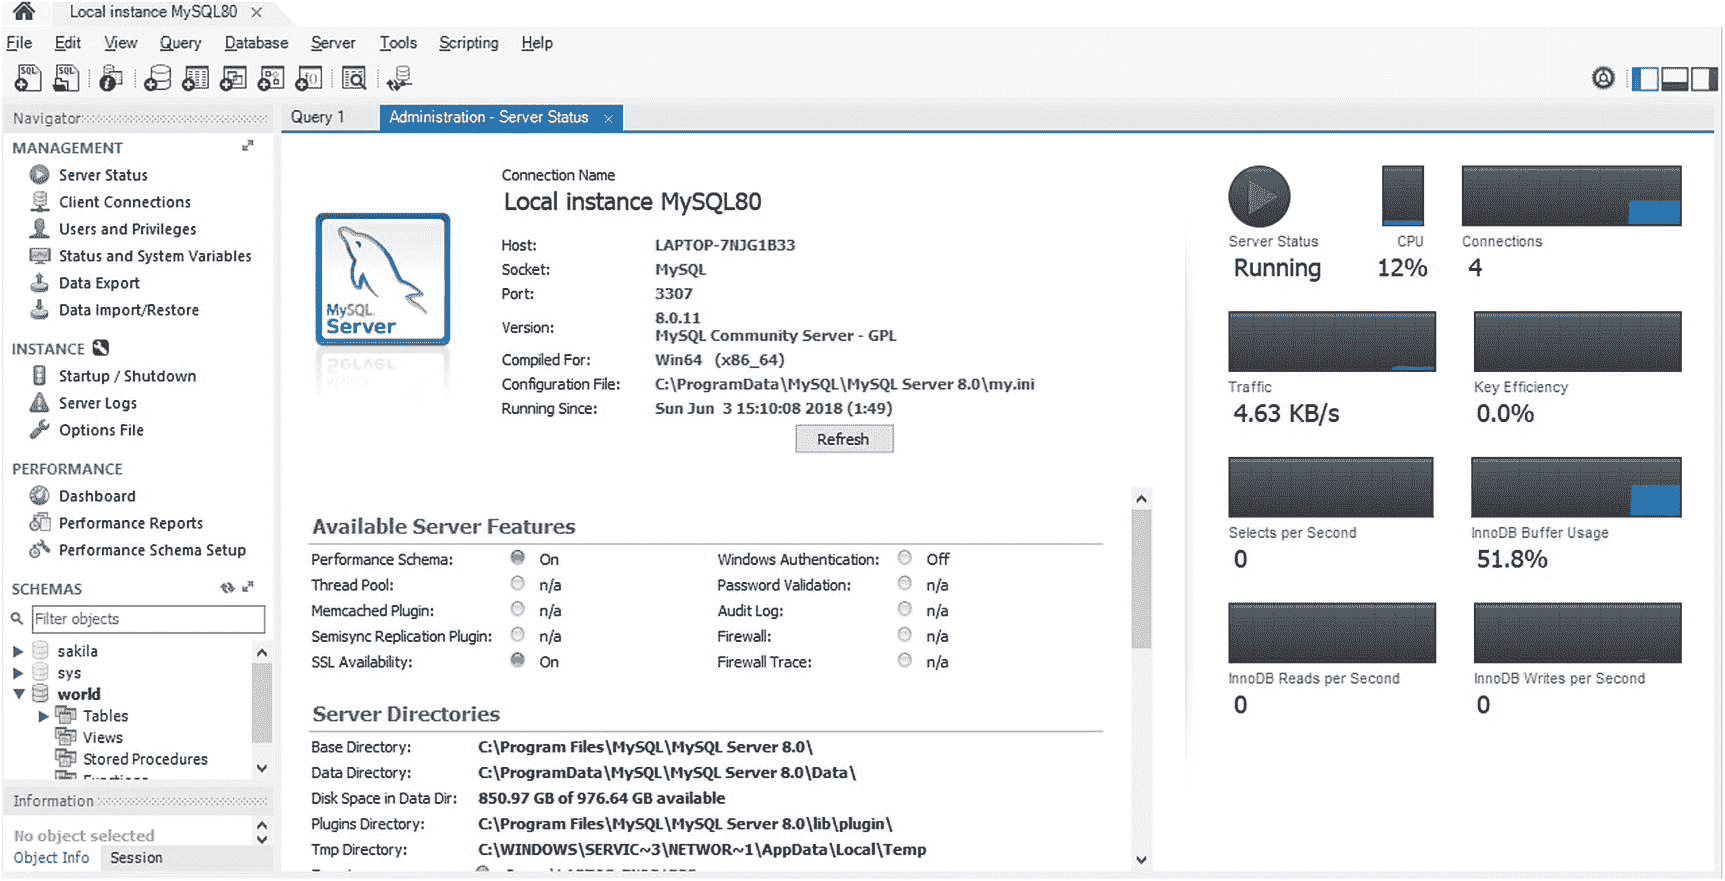 Local instance MySQL80
File Edit View Query Database Server Tools Scripting Help
SQL SQL
Navigator
MANAGEMENT
Server Status
Client Connections
Users and Privileges
Status and System Variables
Data Export
Data Import/Restore
INSTANCE
Startup / Shutdown
Server Logs
Options File
PERFORMANCE
Dashboard
Performance Reports
Performance Schema Setup
SCHEMAS
Filter objects
sakila
sys
world
Tables
Views
Stored Procedures
Functions
Information
No object selected
Object Info Session
Query 1 Administration - Server Status
MySQL
Server
Connection Name
Local instance MySQL80
Host: LAPTOP-7NJG1B33
Socket: MySQL
Port: 3307
Version: 8.0.11
MySQL Community Server - GPL
Compiled For: Win64 (x86_64)
Configuration File: C:\ProgramData\MySQL\MySQL Server 8.0\my.ini
Running Since: Sun Jun 3 15:10:08 2018 (1:49)
Refresh
Available Server Features
Performance Schema: On Windows Authentication: Off
Thread Pool: n/a Password Validation: n/a
Memcached Plugin: n/a Audit Log: n/a
Semisync Replication Plugin: n/a Firewall: n/a
SSL Availability: On Firewall Trace: n/a
Server Directories
Base Directory: C:\Program Files\MySQL\MySQL Server 8.0\
Data Directory: C:\ProgramData\MySQL\MySQL Server 8.0\Data\
Disk Space in Data Dir: 850.97 GB of 976.64 GB available
Plugins Directory: C:\Program Files\MySQL\MySQL Server 8.0\lib\plugin\
Tmp Directory: C:\WINDOWS\SERVIC~3\NETWOR~1\AppData\Local\Temp
Server Status CPU Connections
Running 12% 4
Traffic Key Efficiency
4.63 KB/s 0.0%
Selects per Second InnoDB Buffer Usage
0 51.8%
InnoDB Reads per Second InnoDB Writes per Second
0 0